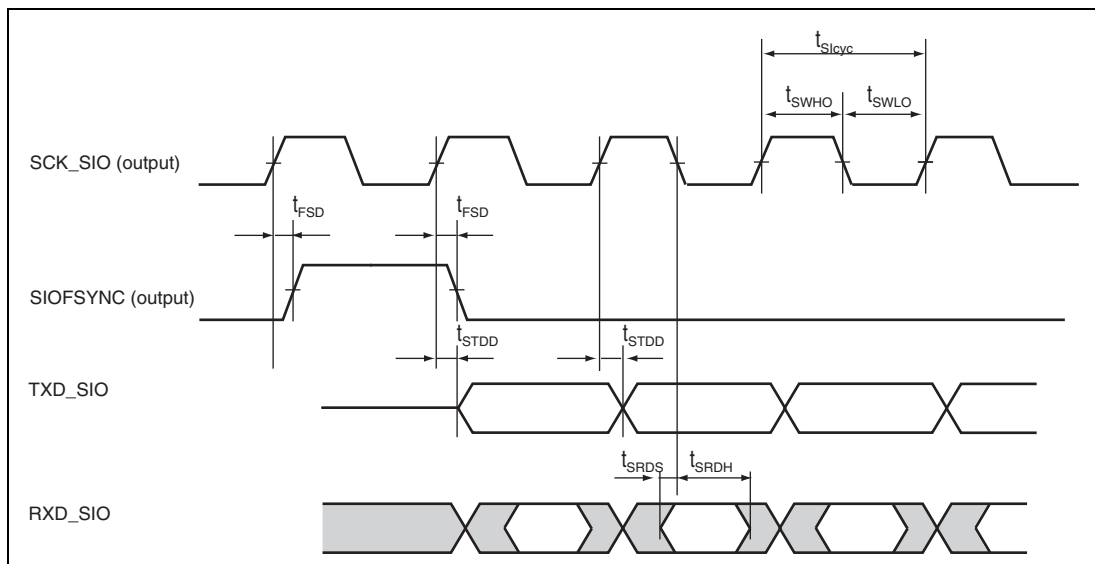 tSIcyc
tSWHO tSWLO
SCK_SIO (output)
tFSD tFSD
SIOFSYNC (output)
tSTDD tSTDD
TXD_SIO
tSRDS tSRDH
RXD_SIO